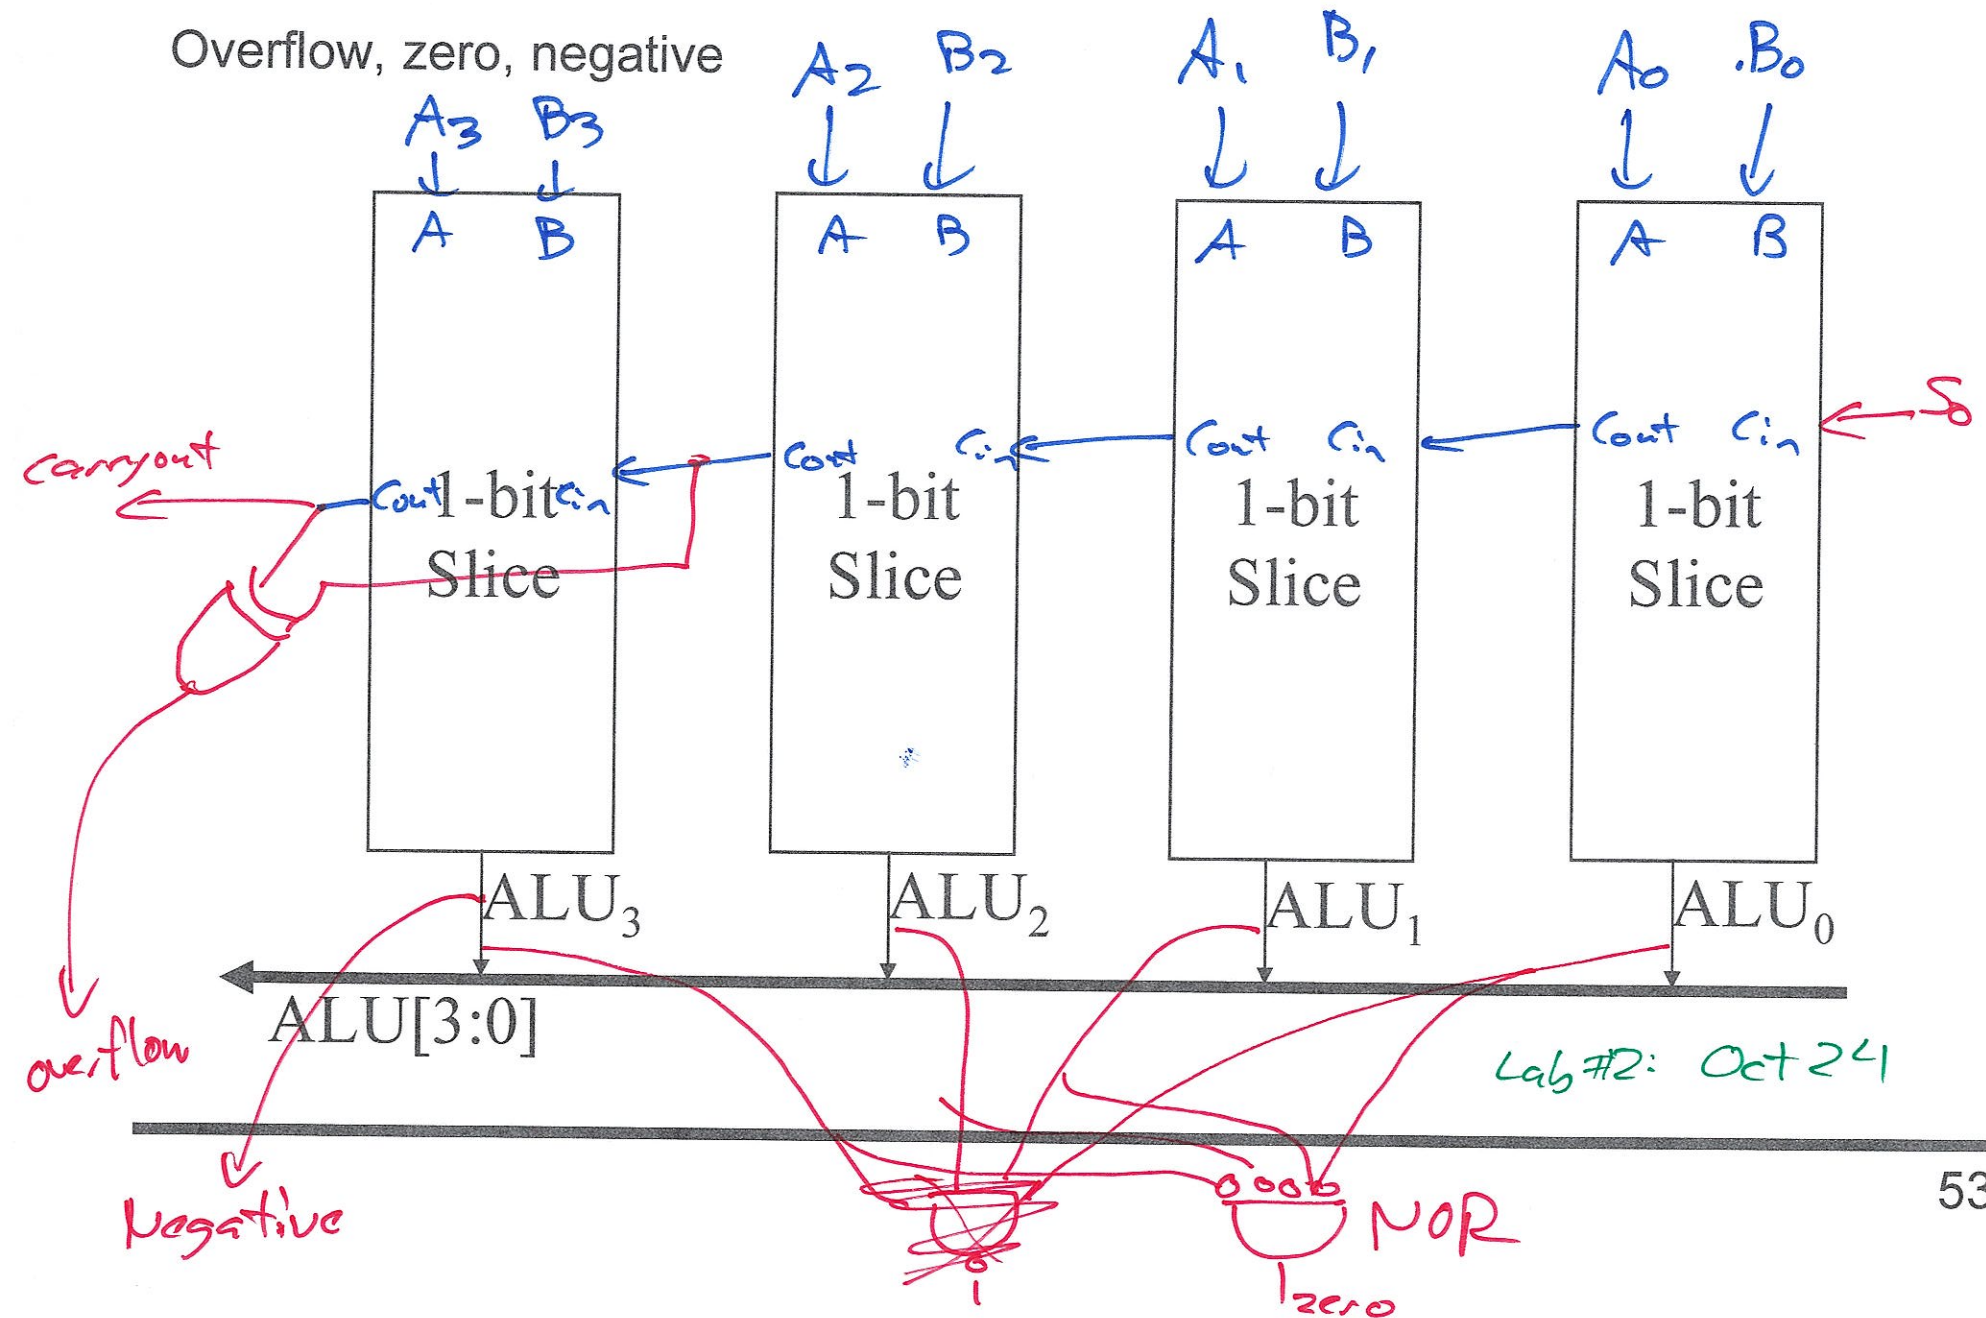 Overflow, zero, negative
A3 B3 A2 B2 A1 B1 A0 B0
A B A B A B A B
S0
Cout Cin Cout Cin Cout Cin Cout Cin
carryout
1-bit 1-bit 1-bit 1-bit
Slice Slice Slice Slice
ALU3 ALU2 ALU1 ALU0
ALU[3:0]
overflow
Lab #2: Oct 24
53
Negative
NOR
zero